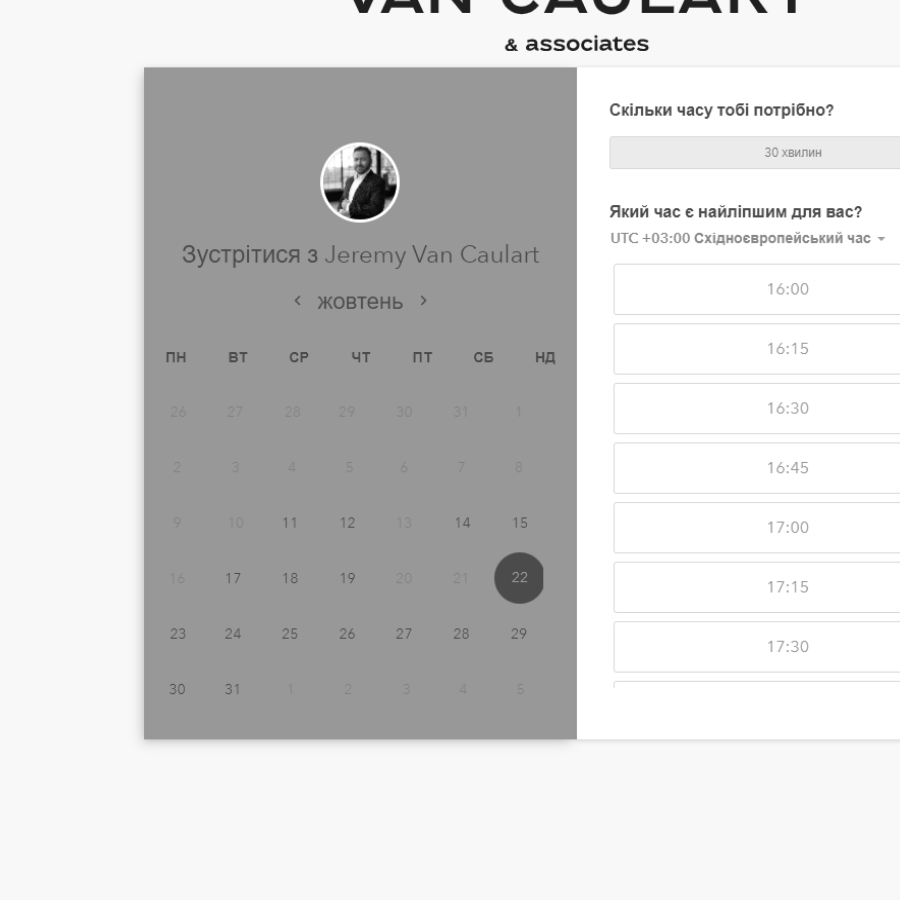 VAN CAULART
& associates
Зустрітися з Jeremy Van Caulart
‹ жовтень ›
ПН ВТ СР ЧТ ПТ СБ НД
26 27 28 29 30 31 1
2 3 4 5 6 7 8
9 10 11 12 13 14 15
16 17 18 19 20 21 22
23 24 25 26 27 28 29
30 31 1 2 3 4 5
Скільки часу тобі потрібно?
30 хвилин
Який час є найліпшим для вас?
UTC +03:00 Східноєвропейський час
16:00
16:15
16:30
16:45
17:00
17:15
17:30